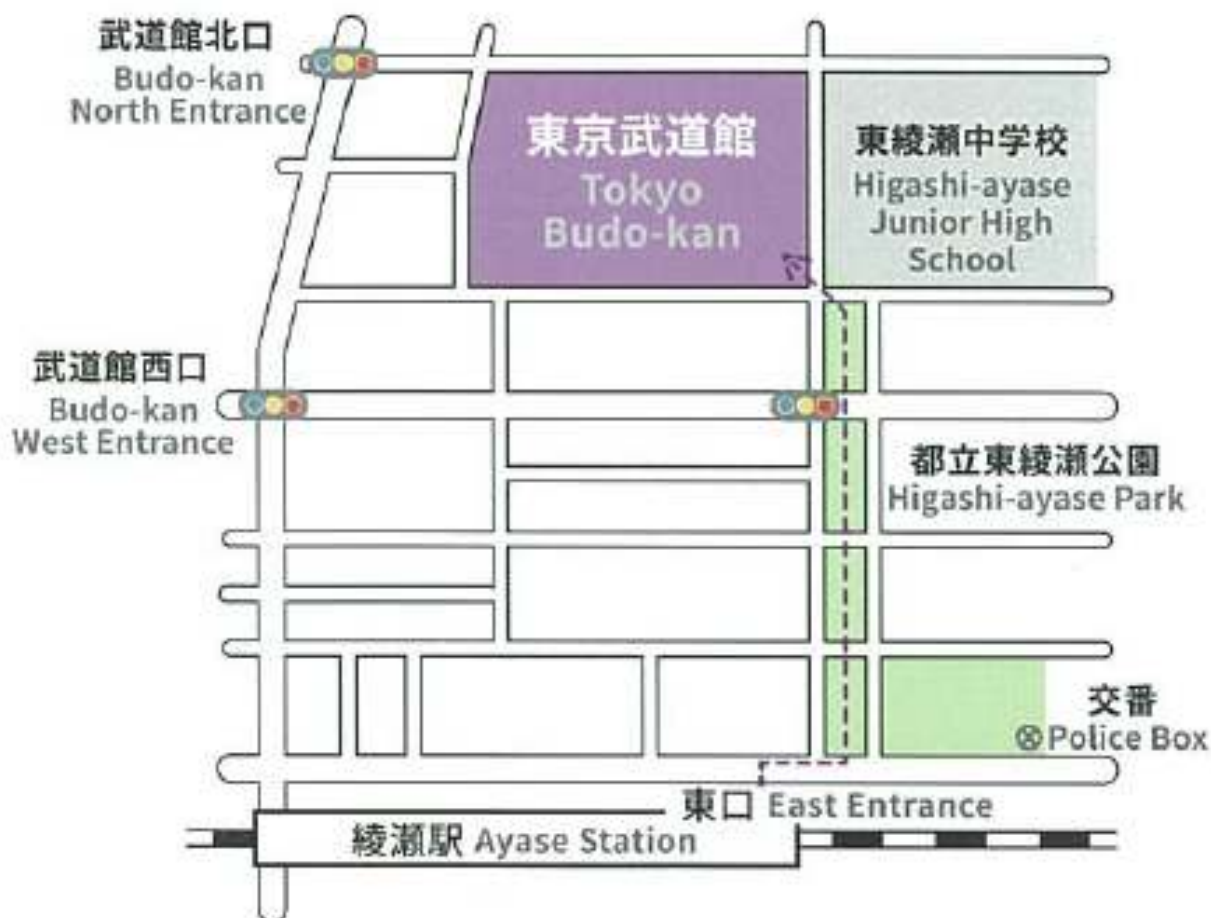 武道館北口
Budo-kan
North Entrance
東京武道館
Tokyo
Budo-kan
東綾瀬中学校
Higashi-ayase
Junior High
School
武道館西口
Budo-kan
West Entrance
都立東綾瀬公園
Higashi-ayase Park
交番
Police Box
東口 East Entrance
綾瀬駅 Ayase Station